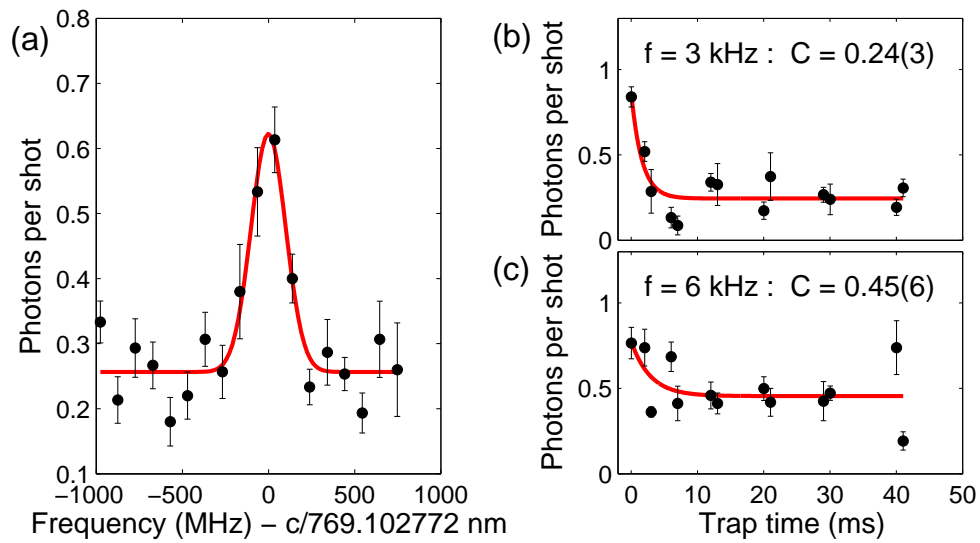 (a)
Photons per shot
0.8
0.7
0.6
0.5
0.4
0.3
0.2
0.1
−1000
−500
0
500
1000
Frequency (MHz) − c/769.102772 nm
(b)
Photons per shot
f = 3 kHz : C = 0.24(3)
1
0.5
0
(c)
Photons per shot
f = 6 kHz : C = 0.45(6)
1
0.5
0
0
10
20
30
40
50
Trap time (ms)